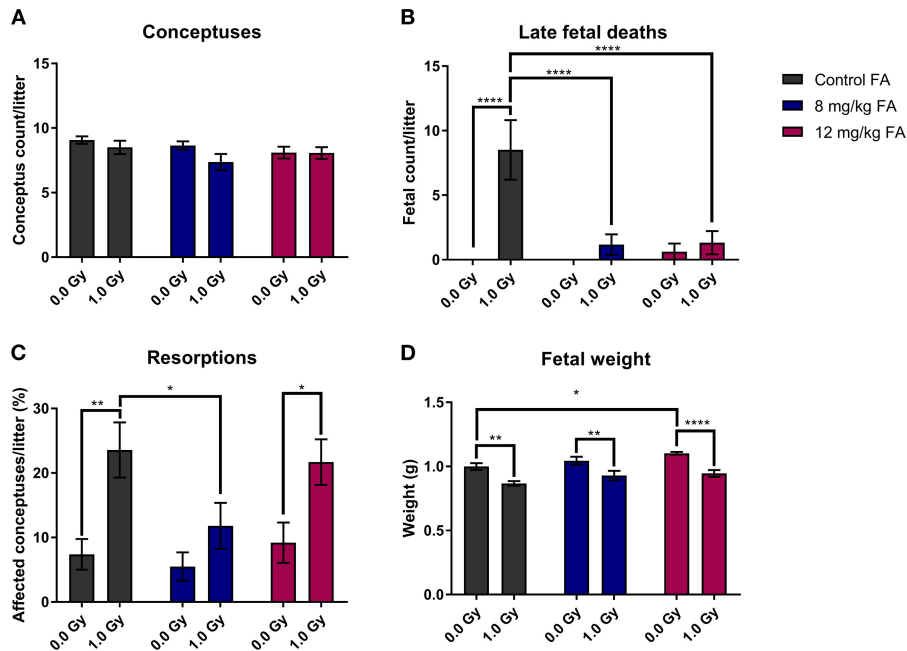 A
Conceptuses
Conceptus count/litter
15
10
5
0
0.0 Gy
1.0 Gy
0.0 Gy
1.0 Gy
0.0 Gy
1.0 Gy
B
Late fetal deaths
Fetal count/litter
15
10
5
0
****
****
****
0.0 Gy
1.0 Gy
0.0 Gy
1.0 Gy
0.0 Gy
1.0 Gy
Control FA
8 mg/kg FA
12 mg/kg FA
C
Resorptions
Affected conceptuses/litter (%)
30
20
10
0
**
*
*
0.0 Gy
1.0 Gy
0.0 Gy
1.0 Gy
0.0 Gy
1.0 Gy
D
Fetal weight
Weight (g)
1.5
1.0
0.5
0.0
*
**
**
****
0.0 Gy
1.0 Gy
0.0 Gy
1.0 Gy
0.0 Gy
1.0 Gy